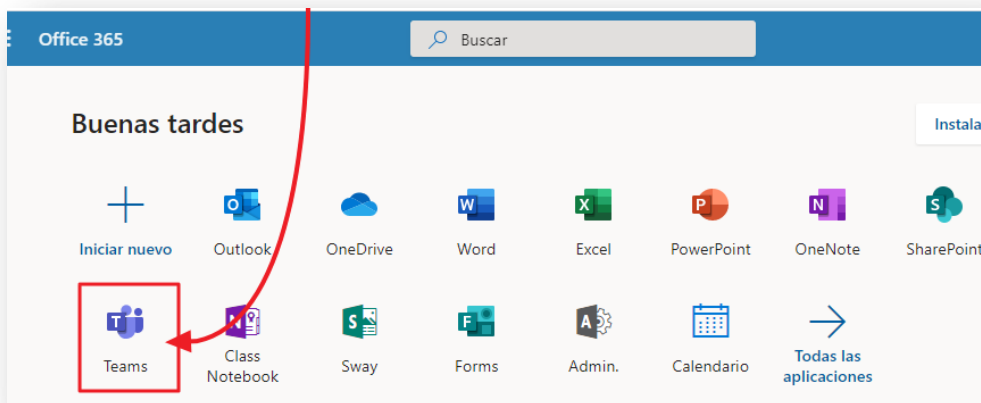 Office 365
Buscar
Buenas tardes
Instala
Iniciar nuevo
Outlook
OneDrive
Word
Excel
PowerPoint
OneNote
SharePoint
Teams
Class
Notebook
Sway
Forms
Admin.
Calendario
Todas las
aplicaciones